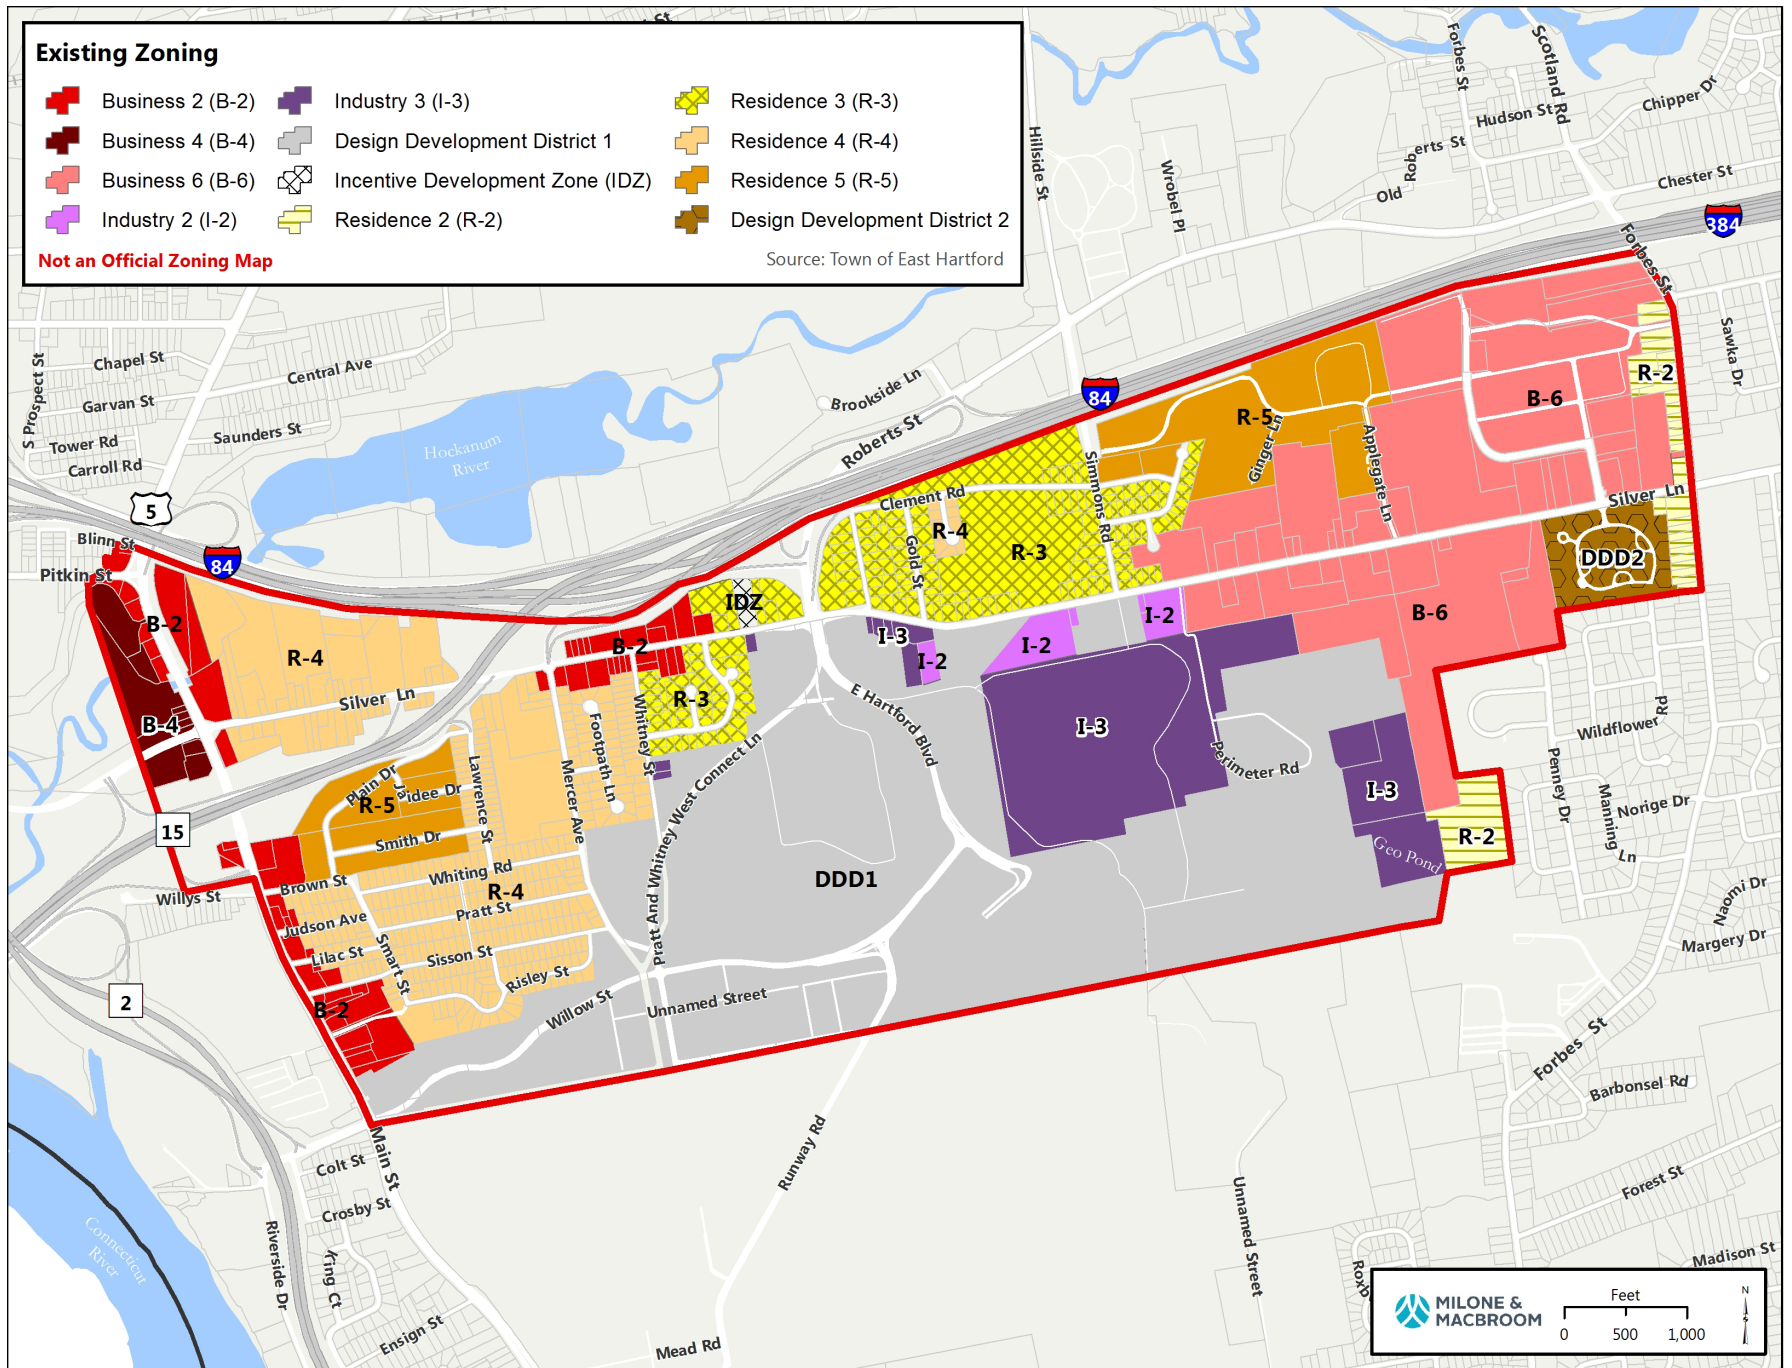 St
Existing Zoning
Business 2 (B-2)
Industry 3 (I-3)
Residence 3 (R-3)
Business 4 (B-4)
Design Development District 1
Residence 4 (R-4)
Business 6 (B-6)
Incentive Development Zone (IDZ)
Residence 5 (R-5)
Industry 2 (I-2)
Residence 2 (R-2)
Design Development District 2
Not an Official Zoning Map
Source: Town of East Hartford
Forbes St
Scotland Rd
Chipper Dr
Hudson St
Roberts St
Old
Chester St
Hillside St
Wrobel Pl
384
Forbes St
Sawka Dr
S Prospect St
Chapel St
Central Ave
Garvan St
Saunders St
Tower Rd
Carroll Rd
Hockanum
River
Brookside Ln
Roberts St
84
R-5
Ginger Ln
Applegate Ln
B-6
R-2
Silver Ln
DDD2
5
Blinn St
Pitkin St
84
Clement Rd
R-4
Gold St
R-3
Simmons Rd
IDZ
B-2
B-2
R-4
I-3
I-2
I-2
I-2
B-6
Silver Ln
R-3
B-4
Footpath Ln
Whitney St
E Hartford Blvd
I-3
Perimeter Rd
Wildflower Rd
Penney Dr
Manning Ln
Norige Dr
Plain Dr
Ja
idee Dr
R-5
Lawrence St
Mercer Ave
Smith Dr
15
I-3
R-2
Geo Pond
Pratt And Whitney West Connect Ln
DDD1
Willys St
Brown St
Whiting Rd
R-4
Judson Ave
Pratt St
Lilac St
Smart St
Sisson St
Risley St
B-2
2
Willow St
Unnamed Street
Naomi Dr
Margery Dr
Forbes St
Barbonsel Rd
Main St
Colt St
Crosby St
Runway Rd
Unnamed Street
Forest St
Connecticut
River
Riverside Dr
King Ct
Ensign St
Mead Rd
Madison St
Roxb
MILONE &
MACBROOM
Feet
0 500 1,000
N